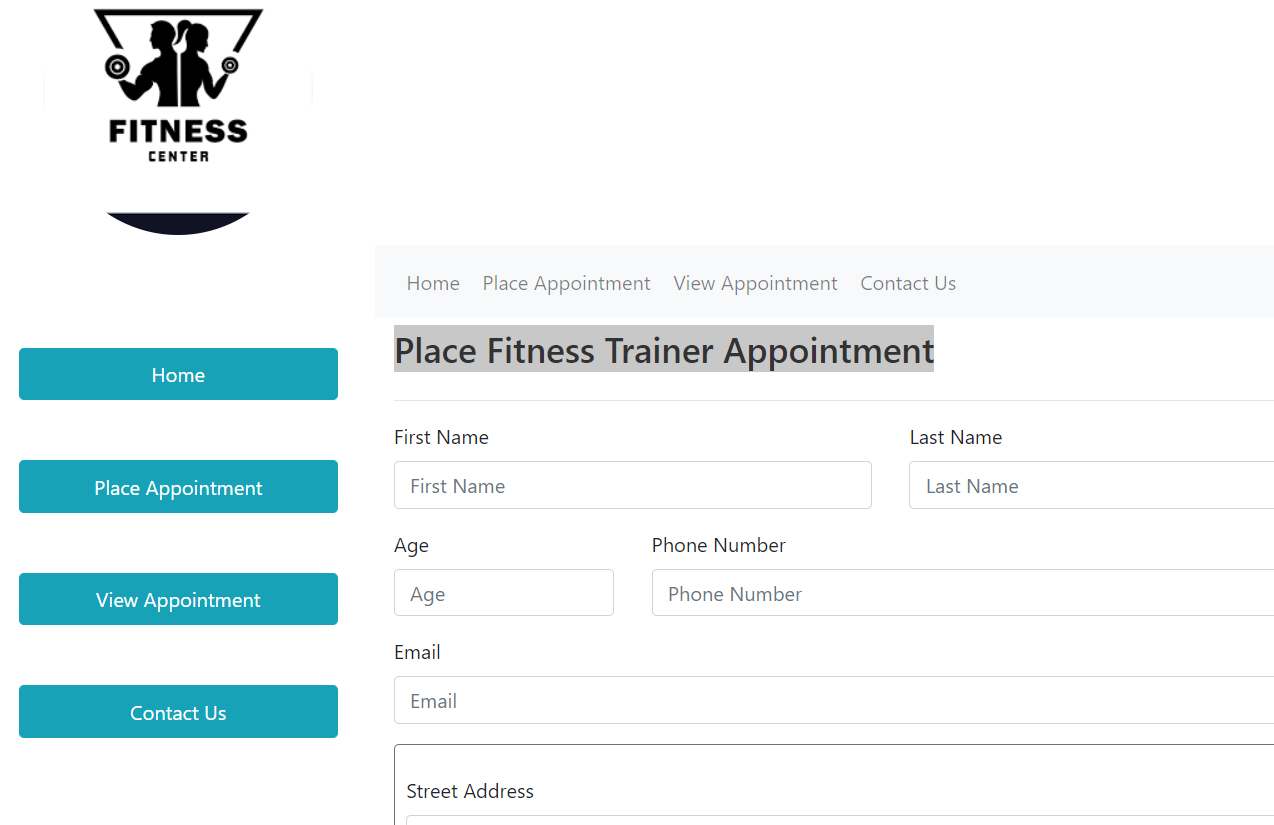 FITNESS
CENTER
Home Place Appointment View Appointment Contact Us
Home
Place Appointment
View Appointment
Contact Us
Place Fitness Trainer Appointment
First Name Last Name
First Name Last Name
Age Phone Number
Age Phone Number
Email
Email
Street Address